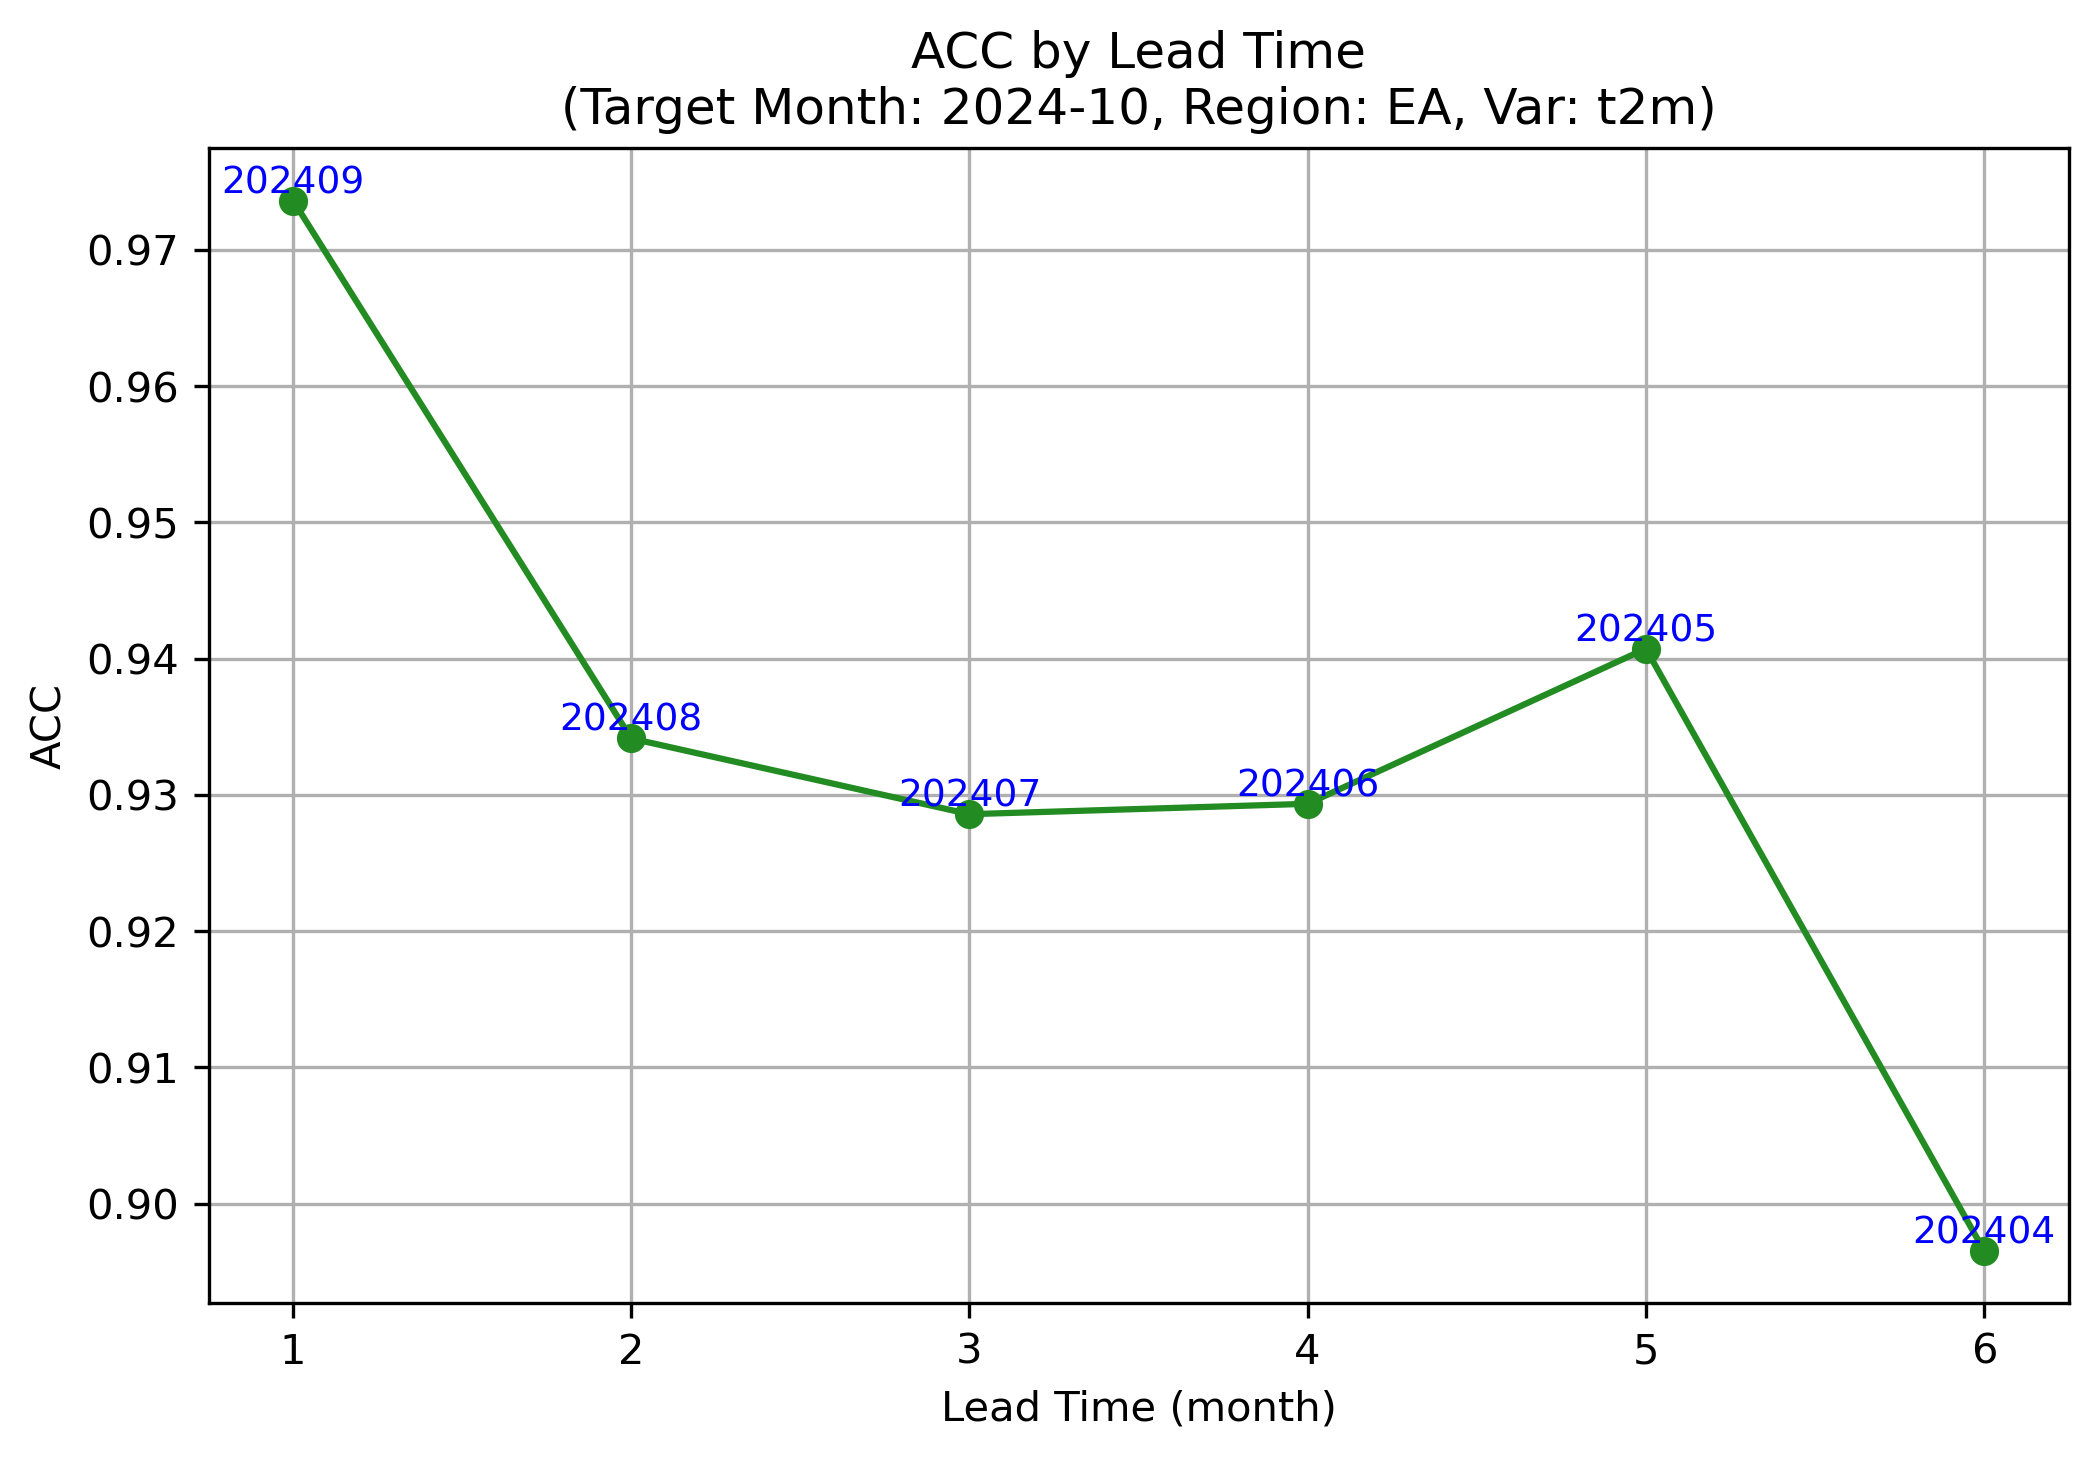 ACC by Lead Time
(Target Month: 2024-10, Region: EA, Var: t2m)
202409
0.97
0.96
0.95
202405
0.94
202408
ACC
202407
202406
0.93
0.92
0.91
0.90
202404
1 2 3 4 5 6
Lead Time (month)